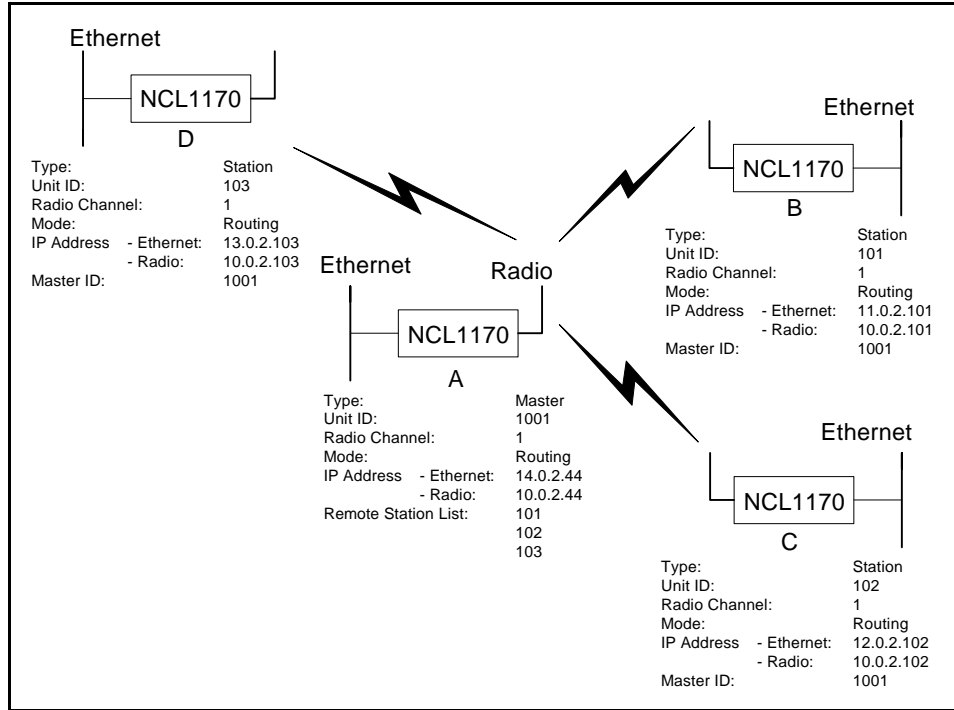 Ethernet
NCL1170
D
Type: Station
Unit ID: 103
Radio Channel: 1
Mode: Routing
IP Address - Ethernet: 13.0.2.103
- Radio: 10.0.2.103
Master ID: 1001
Ethernet
NCL1170
B
Type: Station
Unit ID: 101
Radio Channel: 1
Mode: Routing
IP Address - Ethernet: 11.0.2.101
- Radio: 10.0.2.101
Master ID: 1001
Ethernet Radio
NCL1170
A
Type: Master
Unit ID: 1001
Radio Channel: 1
Mode: Routing
IP Address - Ethernet: 14.0.2.44
- Radio: 10.0.2.44
Remote Station List: 101
102
103
Ethernet
NCL1170
C
Type: Station
Unit ID: 102
Radio Channel: 1
Mode: Routing
IP Address - Ethernet: 12.0.2.102
- Radio: 10.0.2.102
Master ID: 1001